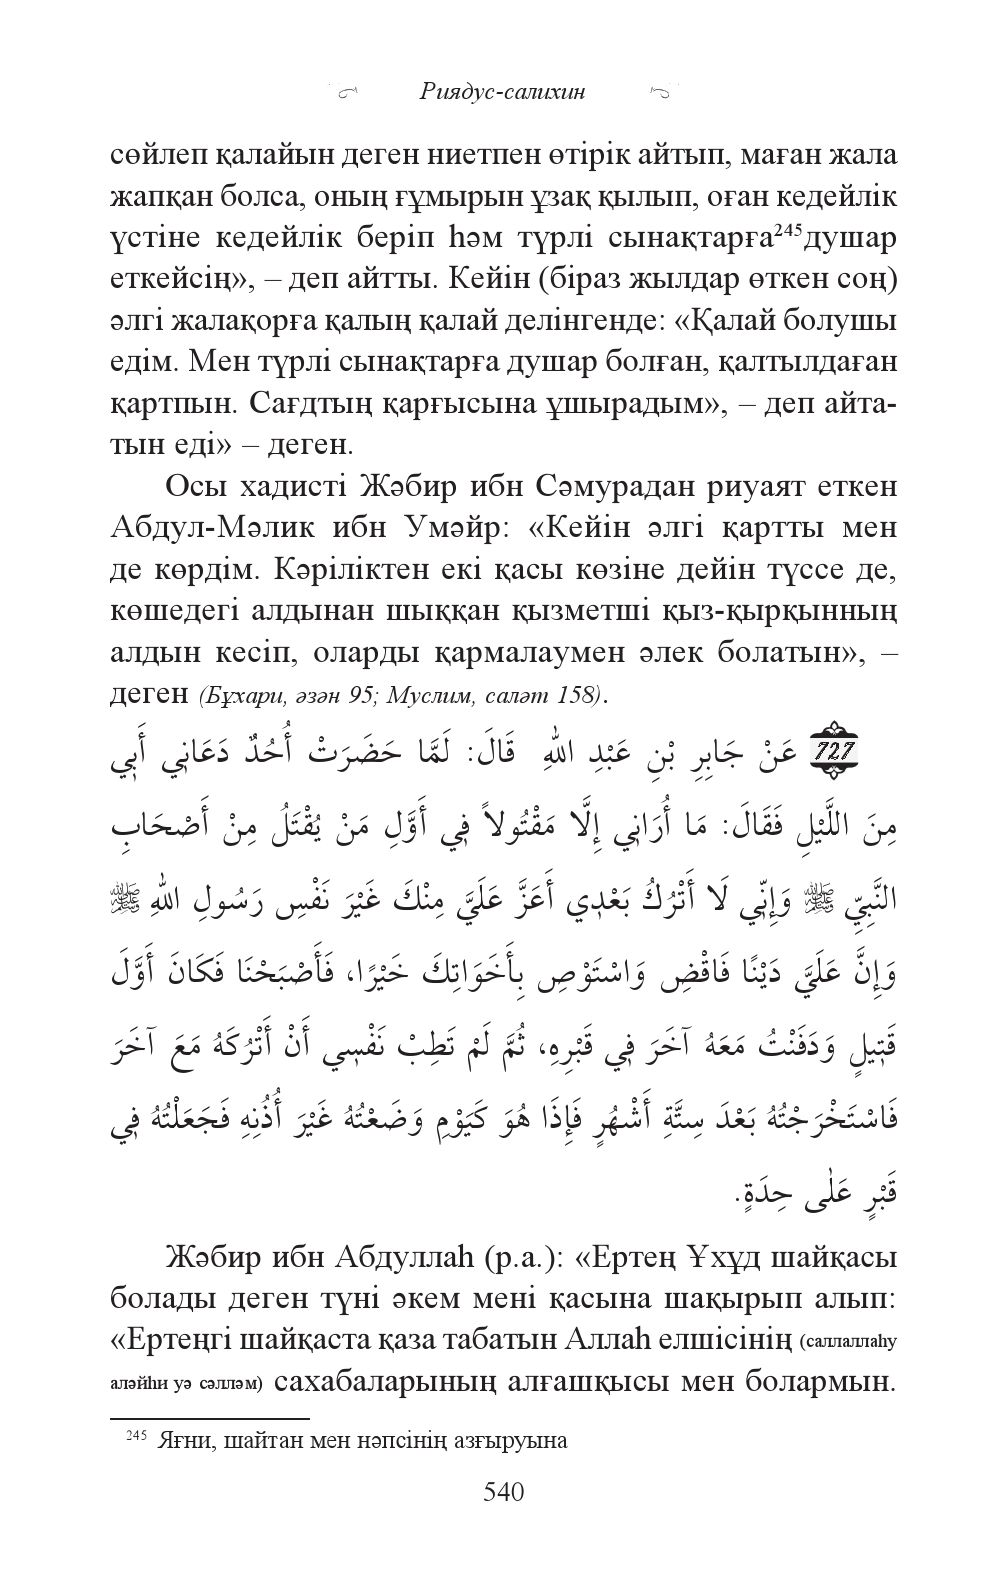 Риядус-салихин
сөйлеп қалайын деген ниетпен өтірік айтып, маған жала
жапқан болса, оның ғұмырын ұзақ қылып, оған кедейлік
үстіне кедейлік беріп һәм түрлі сынақтарға245душар
еткейсің», – деп айтты. Кейін (біраз жылдар өткен соң)
әлгі жалақорға қалың қалай делінгенде: «Қалай болушы
едім. Мен түрлі сынақтарға душар болған, қалтылдаған
қартпын. Сағдтың қарғысына ұшырадым», – деп айта-
тын еді» – деген.
Осы хадисті Жәбир ибн Сәмурадан риуаят еткен
Абдул-Мәлик ибн Умәйр: «Кейін әлгі қартты мен
де көрдім. Кәріліктен екі қасы көзіне дейін түссе де,
көшедегі алдынан шыққан қызметші қыз-қырқынның
алдын кесіп, оларды қармалаумен әлек болатын», –
деген (Бұхари, әзән 95; Муслим, саләт 158).
727 عَنْ جَابِرِ بْنِ عَبْدِ اللهِ قَالَ: لَمَّا حَضَرَتْ أُحُدٌ دَعَانِي أَبِي
مِنَ اللَّيْلِ فَقَالَ: مَا أُرَانِي إِلَّا مَقْتُولاً فِي أَوَّلِ مَنْ يُقْتَلُ مِنْ أَصْحَابِ
النَّبِيِّ ﷺ وَإِنِّي لَا أَتْرُكُ بَعْدِي أَعَزَّ عَلَيَّ مِنْكَ غَيْرَ نَفْسِ رَسُولِ اللهِ ﷺ
وَإِنَّ عَلَيَّ دَيْنًا فَاقْضِ وَاسْتَوْصِ بِأَخَوَاتِكَ خَيْرًا، فَأَصْبَحْنَا فَكَانَ أَوَّلَ
قَتِيلٍ وَدَفَنْتُ مَعَهُ آخَرَ فِي قَبْرِهِ، ثُمَّ لَمْ تَطِبْ نَفْسِي أَنْ أَتْرُكَهُ مَعَ آخَرَ
فَاسْتَخْرَجْتُهُ بَعْدَ سِتَّةِ أَشْهُرٍ فَإِذَا هُوَ كَيَوْمِ وَضَعْتُهُ غَيْرَ أُذُنِهِ فَجَعَلْتُهُ فِي
قَبْرٍ عَلٰى حِدَةٍ.
Жәбир ибн Абдуллаһ (р.а.): «Ертең Ұхұд шайқасы
болады деген түні әкем мені қасына шақырып алып:
«Ертеңгі шайқаста қаза табатын Аллаһ елшісінің (саллаллаһу
аләйһи уә сәлләм) сахабаларының алғашқысы мен болармын.
245 Яғни, шайтан мен нәпсінің азғыруына
540